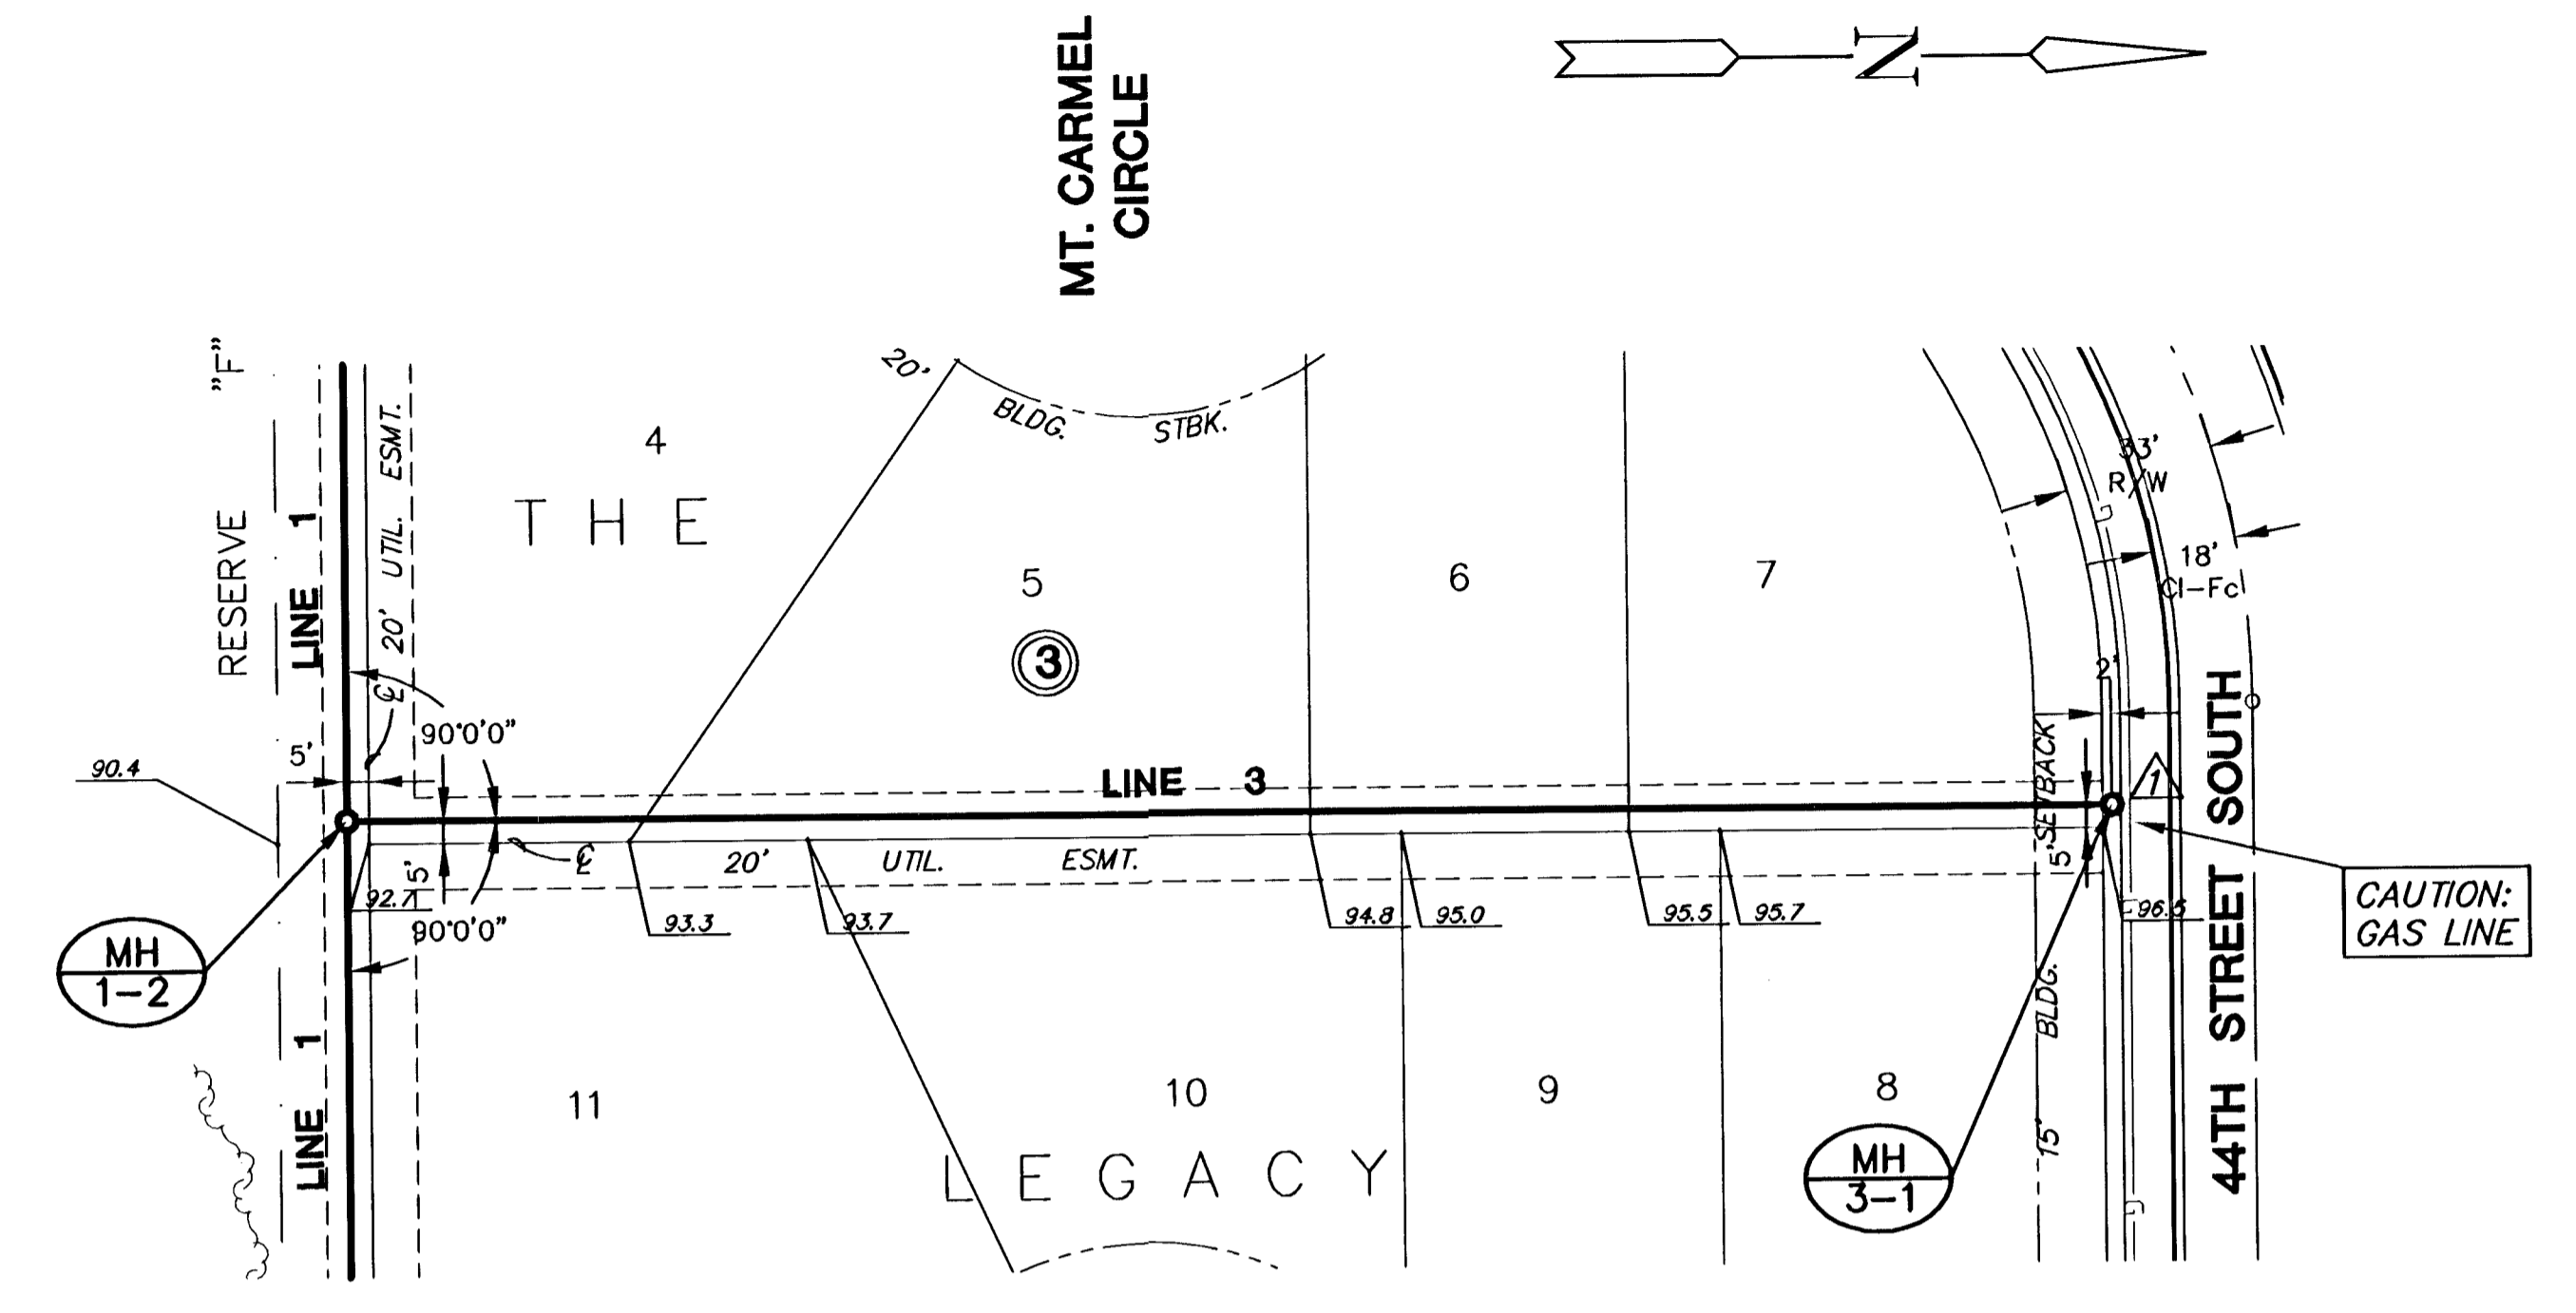 MT. CARMEL
CIRCLE
N
RESERVE "F"
LINE 1
20' UTIL. ESMT.
4
THE
20'
BLDG. STBK.
5
3
6
7
33'
R/W
18'
Cl-Fcl
2'
℄
90°0'0"
5'
90.4
LINE 3
1
5'
℄
20' UTIL. ESMT.
92.7
90°0'0"
93.3
93.7
94.8
95.0
95.5
95.7
96.5
5'
15' BLDG. SETBACK
44TH STREET SOUTH
CAUTION:
GAS LINE
MH
1-2
LINE 1
11
10
9
8
LEGACY
MH
3-1
G
G